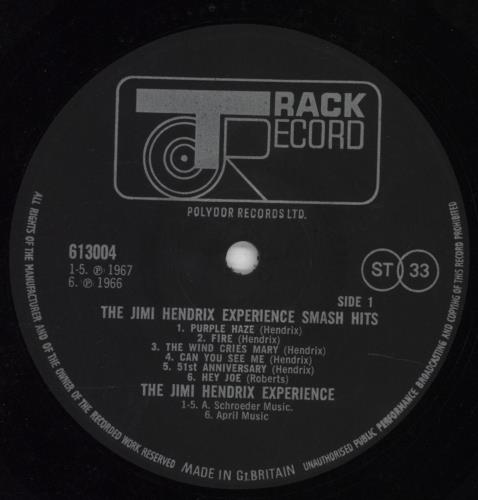 TRACK
RECORD
POLYDOR RECORDS LTD.
613004
1-5. ℗ 1967
6. ℗ 1966
ST 33
SIDE 1
THE JIMI HENDRIX EXPERIENCE SMASH HITS
1. PURPLE HAZE (Hendrix)
2. FIRE (Hendrix)
3. THE WIND CRIES MARY (Hendrix)
4. CAN YOU SEE ME (Hendrix)
5. 51st ANNIVERSARY (Hendrix)
6. HEY JOE (Roberts)
THE JIMI HENDRIX EXPERIENCE
1-5. A. Schroeder Music.
6. April Music
ALL RIGHTS OF THE MANUFACTURER AND OF THE OWNER OF THE RECORDED WORK RESERVED
MADE IN Gt. BRITAIN
UNAUTHORISED PUBLIC PERFORMANCE BROADCASTING AND COPYING OF THIS RECORD PROHIBITED